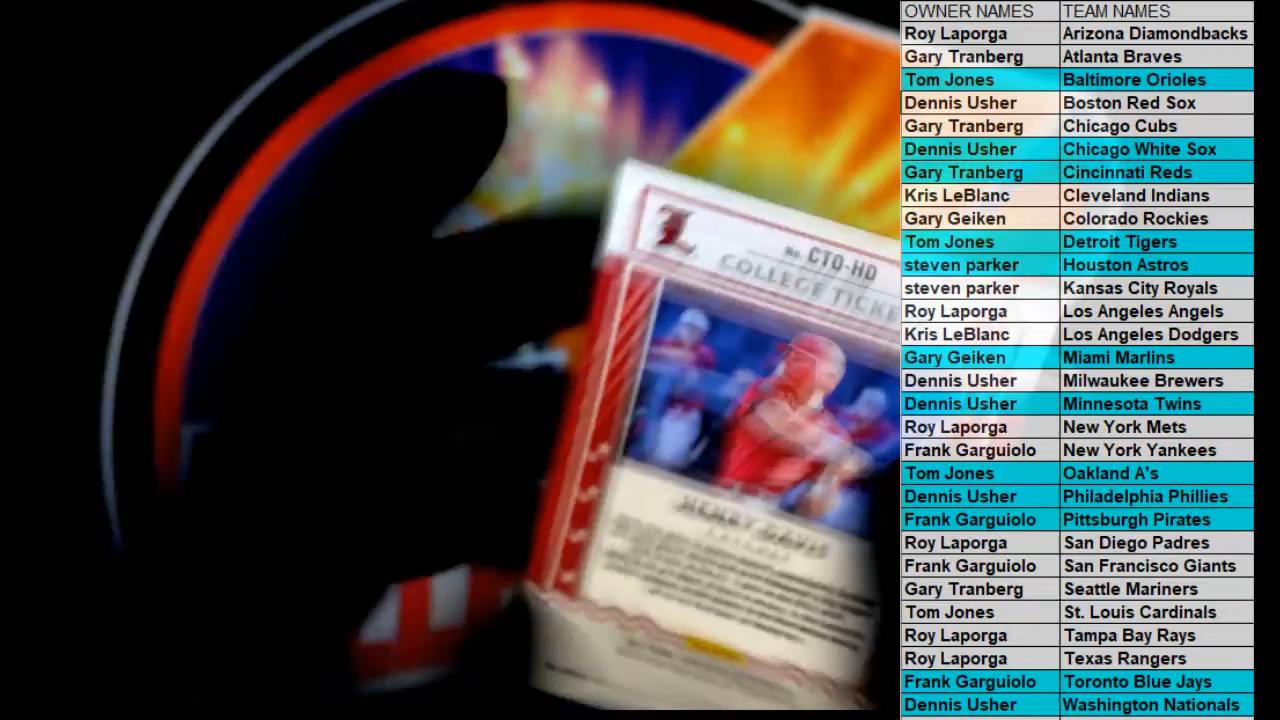 OWNER NAMES TEAM NAMES
Roy Laporga Arizona Diamondbacks
Gary Tranberg Atlanta Braves
Tom Jones Baltimore Orioles
Dennis Usher Boston Red Sox
Gary Tranberg Chicago Cubs
Dennis Usher Chicago White Sox
Gary Tranberg Cincinnati Reds
Kris LeBlanc Cleveland Indians
Gary Geiken Colorado Rockies
Tom Jones Detroit Tigers
steven parker Houston Astros
steven parker Kansas City Royals
Roy Laporga Los Angeles Angels
Kris LeBlanc Los Angeles Dodgers
Gary Geiken Miami Marlins
Dennis Usher Milwaukee Brewers
Dennis Usher Minnesota Twins
Roy Laporga New York Mets
Frank Garguiolo New York Yankees
Tom Jones Oakland A's
Dennis Usher Philadelphia Phillies
Frank Garguiolo Pittsburgh Pirates
Roy Laporga San Diego Padres
Frank Garguiolo San Francisco Giants
Gary Tranberg Seattle Mariners
Tom Jones St. Louis Cardinals
Roy Laporga Tampa Bay Rays
Roy Laporga Texas Rangers
Frank Garguiolo Toronto Blue Jays
Dennis Usher Washington Nationals
L
No. CTO-HD
COLLEGE TICKE
HENRY DAVIS